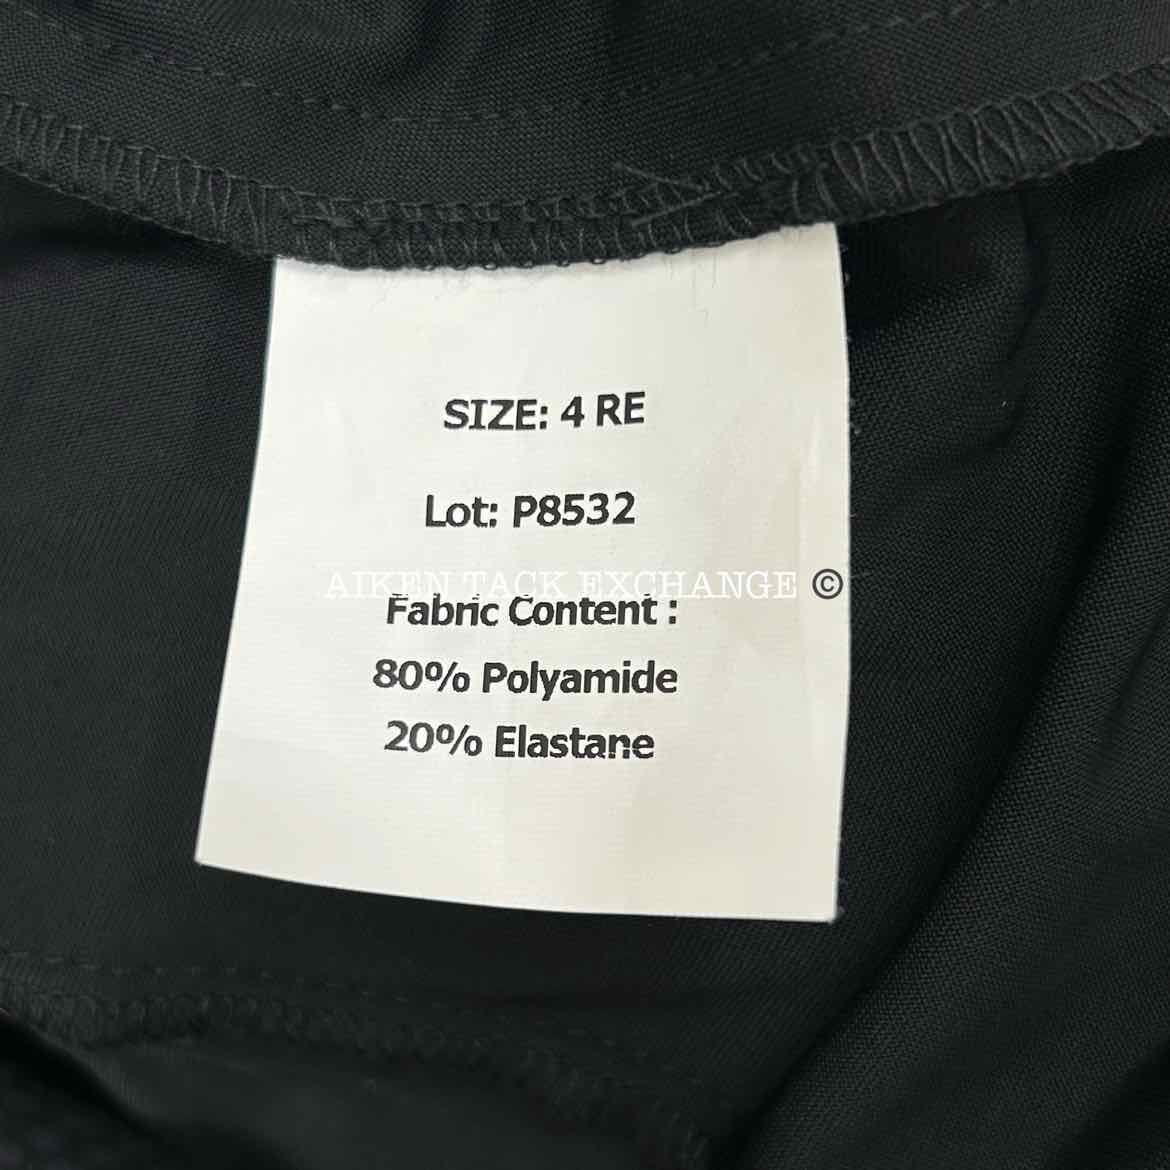 SIZE: 4 RE
Lot: P8532
AIKEN TACK EXCHANGE ©
Fabric Content :
80% Polyamide
20% Elastane